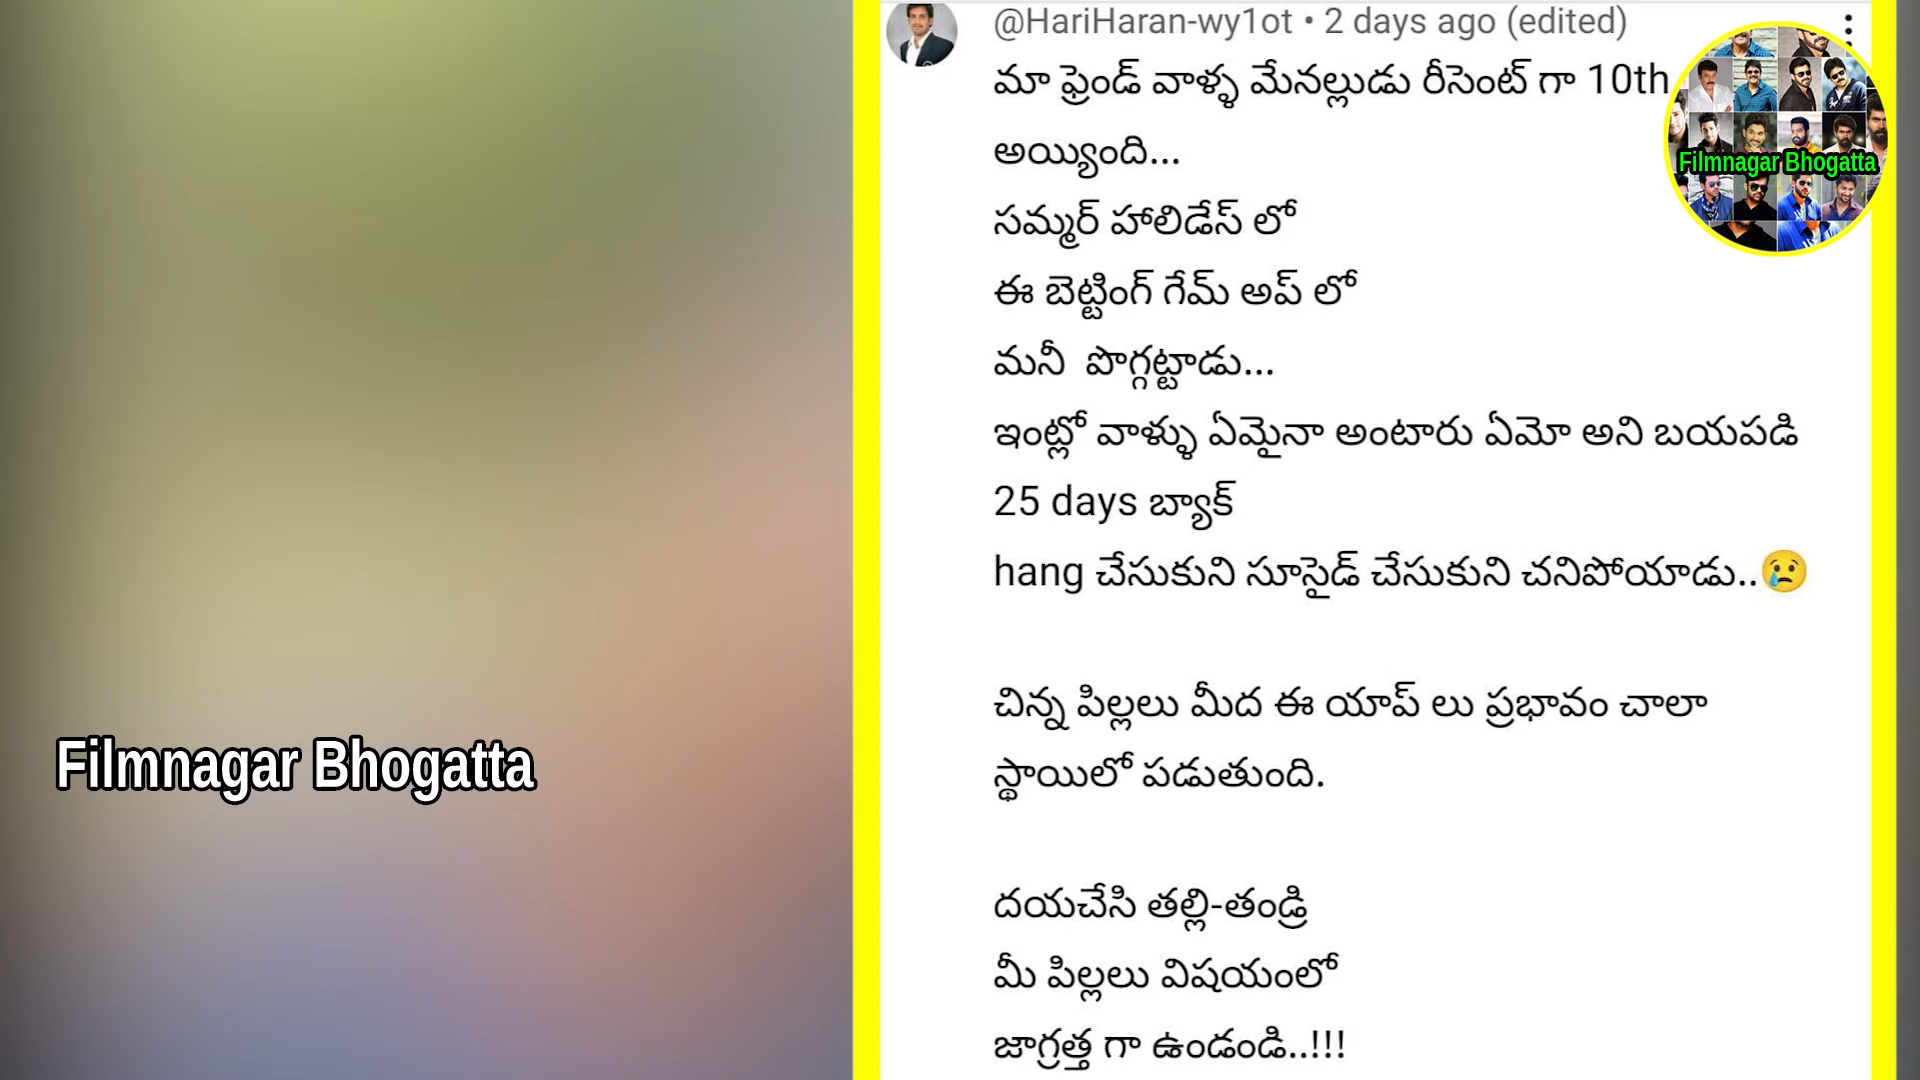 @HariHaran-wy1ot • 2 days ago (edited)
మా ఫ్రెండ్ వాళ్ళ మేనల్లుడు రీసెంట్ గా 10th
అయ్యింది...
సమ్మర్ హాలిడేస్ లో
ఈ బెట్టింగ్ గేమ్ అప్ లో
మనీ పొగ్గట్టాడు...
ఇంట్లో వాళ్ళు ఏమైనా అంటారు ఏమో అని బయపడి
25 days బ్యాక్
hang చేసుకుని సూసైడ్ చేసుకుని చనిపోయాడు..😢
చిన్న పిల్లలు మీద ఈ యాప్ లు ప్రభావం చాలా
స్థాయిలో పడుతుంది.
దయచేసి తల్లి-తండ్రి
మీ పిల్లలు విషయంలో
జాగ్రత్త గా ఉండండి..!!!
Filmnagar Bhogatta
Filmnagar Bhogatta